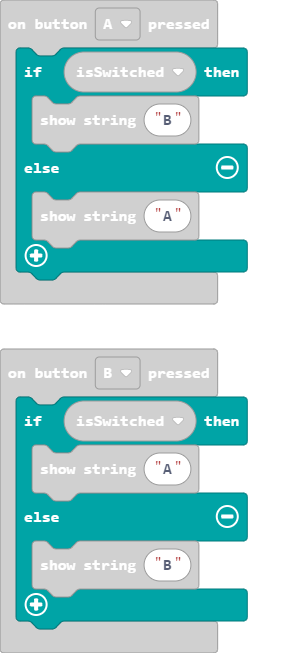 on button A pressed
if isSwitched then
show string "B"
else
show string "A"
on button B pressed
if isSwitched then
show string "A"
else
show string "B"